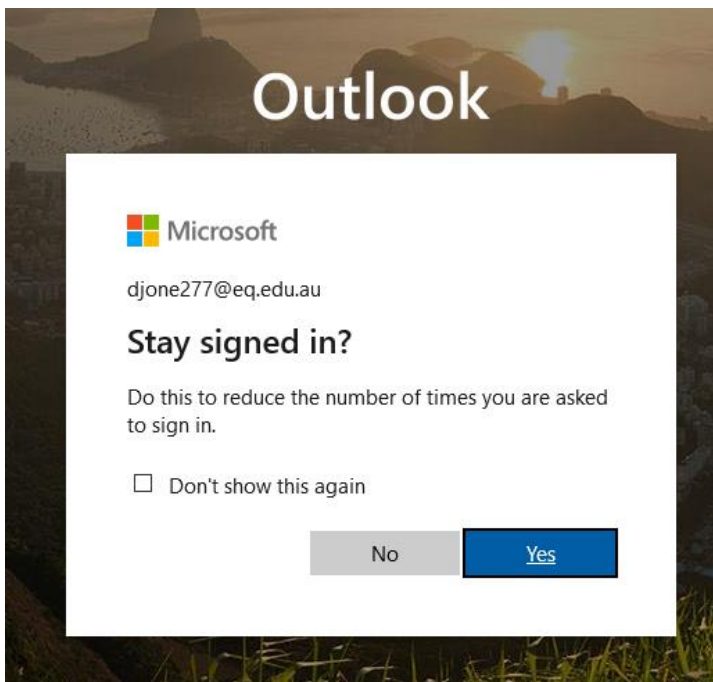 Outlook
Microsoft
djone277@eq.edu.au
Stay signed in?
Do this to reduce the number of times you are asked
to sign in.
Don't show this again
No
Yes